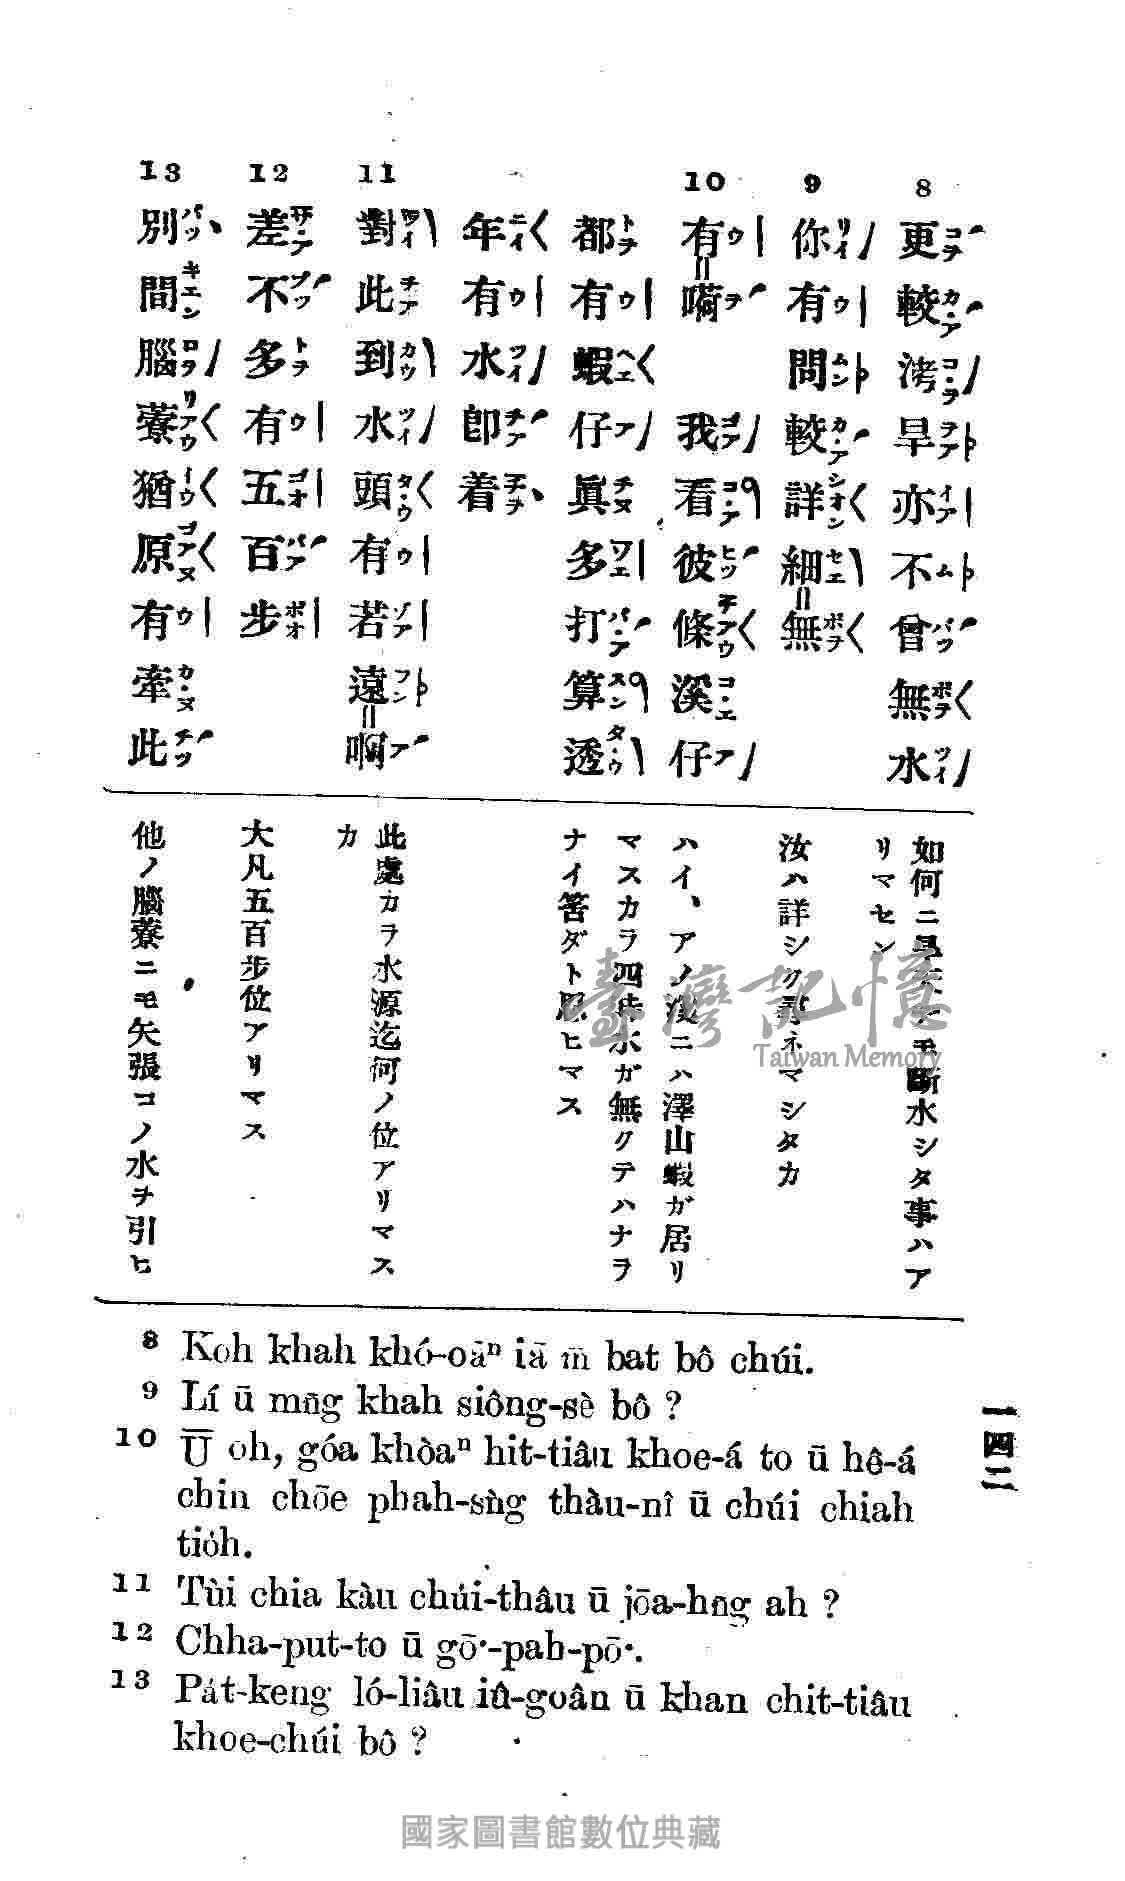 8 更較洘旱亦不曾無水
9 你有問較詳細=無
10 有=嗬 我看彼條溪仔
都有蝦仔眞多打算透
年有水卽着
11 對此到水頭有若遠=啊
12 差不多有五百步
13 別間腦藔猶原有牽此
如何ニ旱天デモ斷水シタ事ハア
リマセン
汝ハ詳シク尋ネマシタカ
ハイ、アノ溪ニハ澤山蝦ガ居リ
マスカラ四時水ガ無クテハナラ
ナイ筈ダト思ヒマス
此處カラ水源迄何ノ位アリマス
カ
大凡五百步位アリマス
他ノ腦藔ニモ矢張コノ水ヲ引ヒ
8 Koh khah khó-oāⁿ iā m̄ bat bô chúi.
9 Lí ū mn̄g khah siông-sè bô ?
10 Ū oh, góa khòaⁿ hit-tiâu khoe-á to ū hê-á
chin chōe phah-sǹg thàu-nî ū chúi chiah
tio̍h.
11 Tùi chia kàu chúi-thâu ū jōa-hn̄g ah ?
12 Chha-put-to ū gō͘-pah-pō͘.
13 Pa̍t-keng ló-liâu iû-goân ū khan chit-tiâu
khoe-chúi bô ?
一四二
臺灣記憶
Taiwan Memory
國家圖書館數位典藏